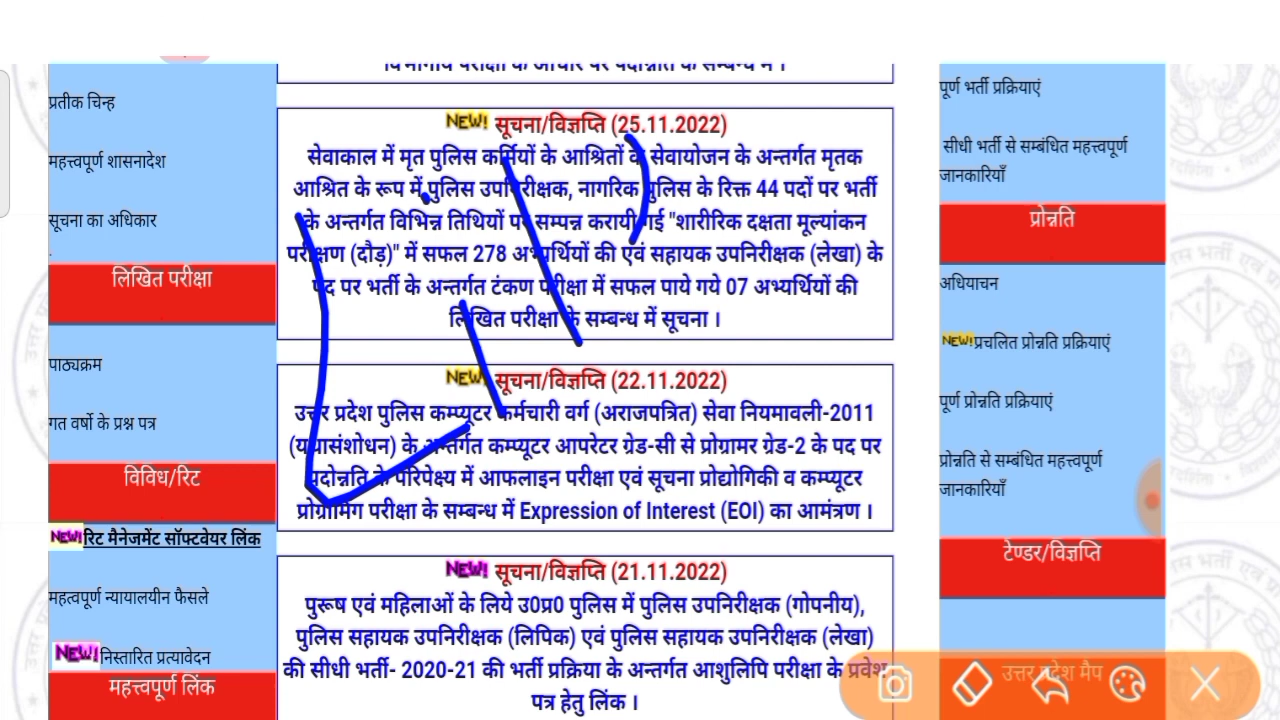 विभागीय परीक्षा के आधार पर पदोन्नति के सम्बन्ध में ।
प्रतीक चिन्ह
महत्त्वपूर्ण शासनादेश
सूचना का अधिकार
लिखित परीक्षा
पाठ्यक्रम
गत वर्षो के प्रश्न पत्र
विविध/रिट
NEW! रिट मैनेजमेंट सॉफ्टवेयर लिंक
महत्वपूर्ण न्यायालयीन फैसले
NEW! निस्तारित प्रत्यावेदन
महत्त्वपूर्ण लिंक
NEW! सूचना/विज्ञप्ति (25.11.2022)
सेवाकाल में मृत पुलिस कर्मियों के आश्रितों के सेवायोजन के अन्तर्गत मृतक
आश्रित के रूप में पुलिस उपनिरीक्षक, नागरिक पुलिस के रिक्त 44 पदों पर भर्ती
के अन्तर्गत विभिन्न तिथियों पर सम्पन्न करायी गई "शारीरिक दक्षता मूल्यांकन
परीक्षण (दौड़)" में सफल 278 अभ्यर्थियों की एवं सहायक उपनिरीक्षक (लेखा) के
पद पर भर्ती के अन्तर्गत टंकण परीक्षा में सफल पाये गये 07 अभ्यर्थियों की
लिखित परीक्षा के सम्बन्ध में सूचना ।
NEW! सूचना/विज्ञप्ति (22.11.2022)
उत्तर प्रदेश पुलिस कम्प्यूटर कर्मचारी वर्ग (अराजपत्रित) सेवा नियमावली-2011
(यथासंशोधन) के अन्तर्गत कम्प्यूटर आपरेटर ग्रेड-सी से प्रोग्रामर ग्रेड-2 के पद पर
पदोन्नति के परिपेक्ष्य में आफलाइन परीक्षा एवं सूचना प्रोद्योगिकी व कम्प्यूटर
प्रोग्रामिंग परीक्षा के सम्बन्ध में Expression of Interest (EOI) का आमंत्रण ।
NEW! सूचना/विज्ञप्ति (21.11.2022)
पुरूष एवं महिलाओं के लिये उ0प्र0 पुलिस में पुलिस उपनिरीक्षक (गोपनीय),
पुलिस सहायक उपनिरीक्षक (लिपिक) एवं पुलिस सहायक उपनिरीक्षक (लेखा)
की सीधी भर्ती- 2020-21 की भर्ती प्रक्रिया के अन्तर्गत आशुलिपि परीक्षा के प्रवेश
पत्र हेतु लिंक ।
पूर्ण भर्ती प्रक्रियाएं
सीधी भर्ती से सम्बंधित महत्त्वपूर्ण
जानकारियाँ
प्रोन्नति
अधियाचन
NEW! प्रचलित प्रोन्नति प्रक्रियाएं
पूर्ण प्रोन्नति प्रक्रियाएं
प्रोन्नति से सम्बंधित महत्त्वपूर्ण
जानकारियाँ
टेण्डर/विज्ञप्ति
उत्तर प्रदेश मैप